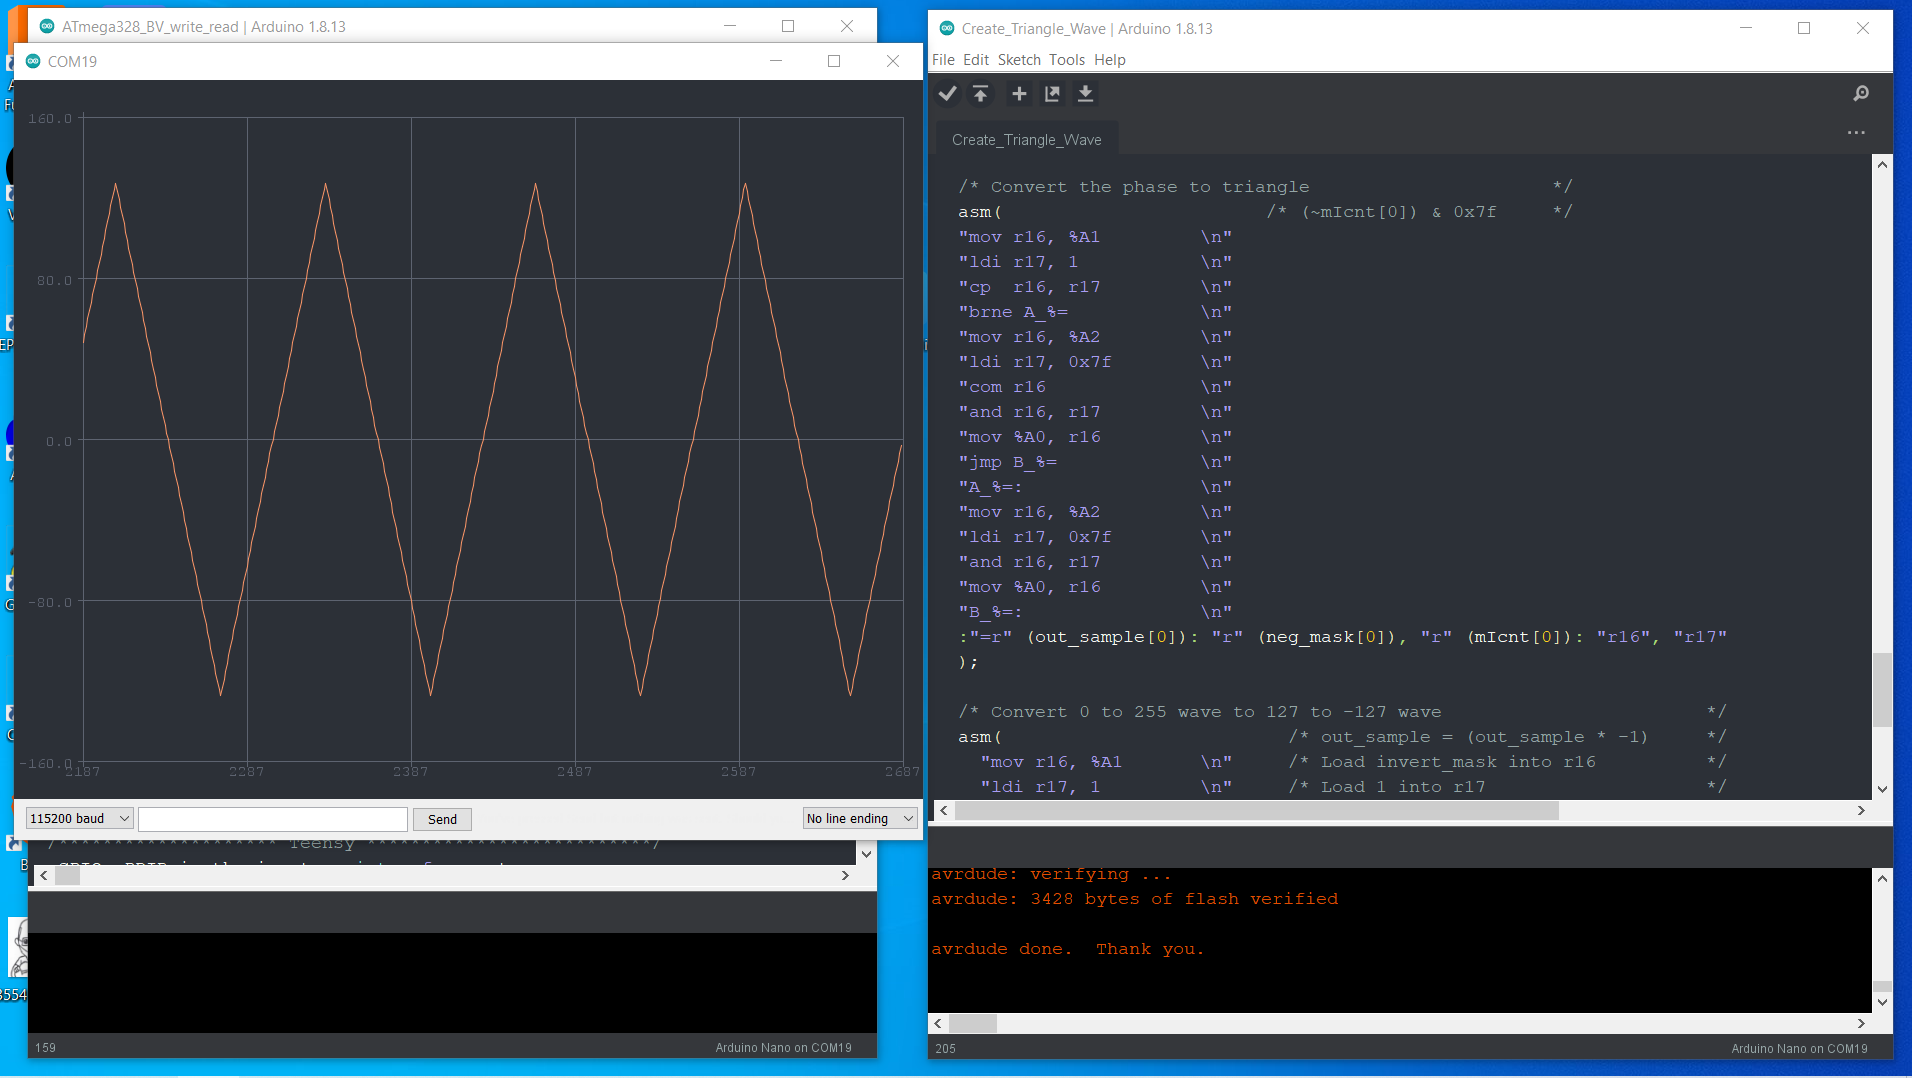 ATmega328_BV_write_read | Arduino 1.8.13
COM19
160.0
80.0
0.0
-80.0
-160.0
2187 2287 2387 2487 2587 2687
115200 baud
Send
No line ending
/******************* Teensy **************************/
159
Arduino Nano on COM19
Create_Triangle_Wave | Arduino 1.8.13
File Edit Sketch Tools Help
Create_Triangle_Wave
/* Convert the phase to triangle */
asm( /* (~mIcnt[0]) & 0x7f */
"mov r16, %A1 \n"
"ldi r17, 1 \n"
"cp  r16, r17 \n"
"brne A_%= \n"
"mov r16, %A2 \n"
"ldi r17, 0x7f \n"
"com r16 \n"
"and r16, r17 \n"
"mov %A0, r16 \n"
"jmp B_%= \n"
"A_%=: \n"
"mov r16, %A2 \n"
"ldi r17, 0x7f \n"
"and r16, r17 \n"
"mov %A0, r16 \n"
"B_%=: \n"
:"=r" (out_sample[0]): "r" (neg_mask[0]), "r" (mIcnt[0]): "r16", "r17"
);
/* Convert 0 to 255 wave to 127 to -127 wave */
asm( /* out_sample = (out_sample * -1) */
"mov r16, %A1 \n" /* Load invert_mask into r16 */
"ldi r17, 1 \n" /* Load 1 into r17 */
avrdude: verifying ...
avrdude: 3428 bytes of flash verified
avrdude done.  Thank you.
205
Arduino Nano on COM19